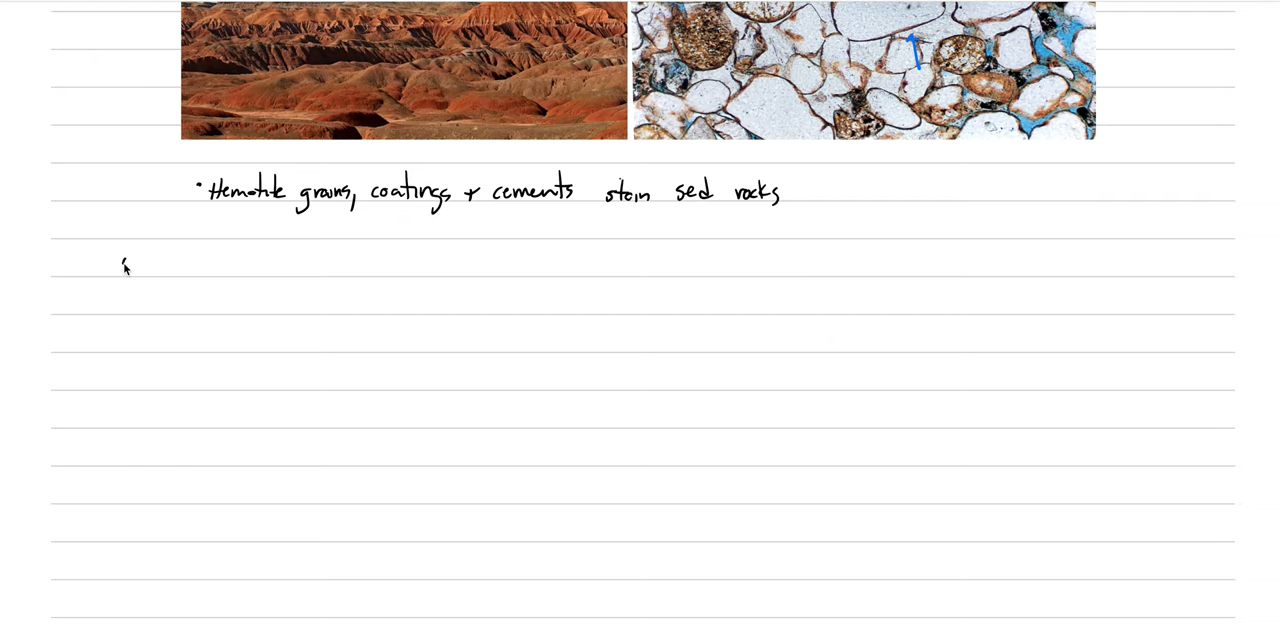 • Hematite grains, coatings + cements stain sed rocks